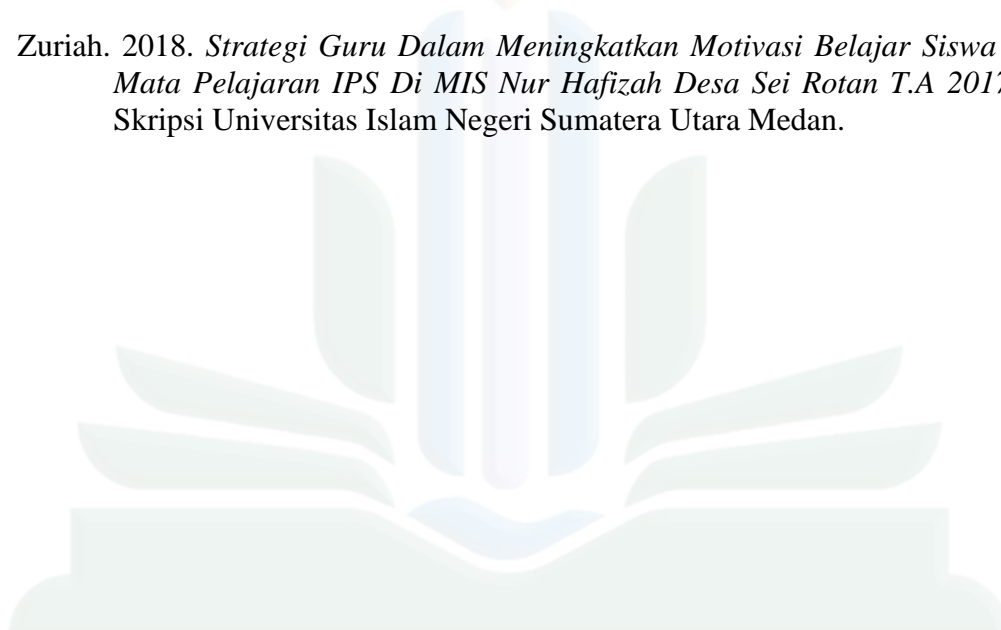 Zuriah. 2018. Strategi Guru Dalam Meningkatkan Motivasi Belajar Siswa
Mata Pelajaran IPS Di MIS Nur Hafizah Desa Sei Rotan T.A 2017
Skripsi Universitas Islam Negeri Sumatera Utara Medan.